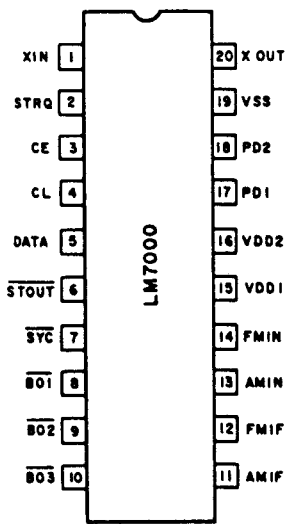 XIN 1 20 X OUT
STRQ 2 19 VSS
CE 3 18 PD2
CL 4 17 PD1
DATA 5 16 VDD2
STOUT 6 15 VDD1
SYC 7 14 FMIN
BO1 8 13 AMIN
BO2 9 12 FMIF
BO3 10 11 AMIF
LM7000